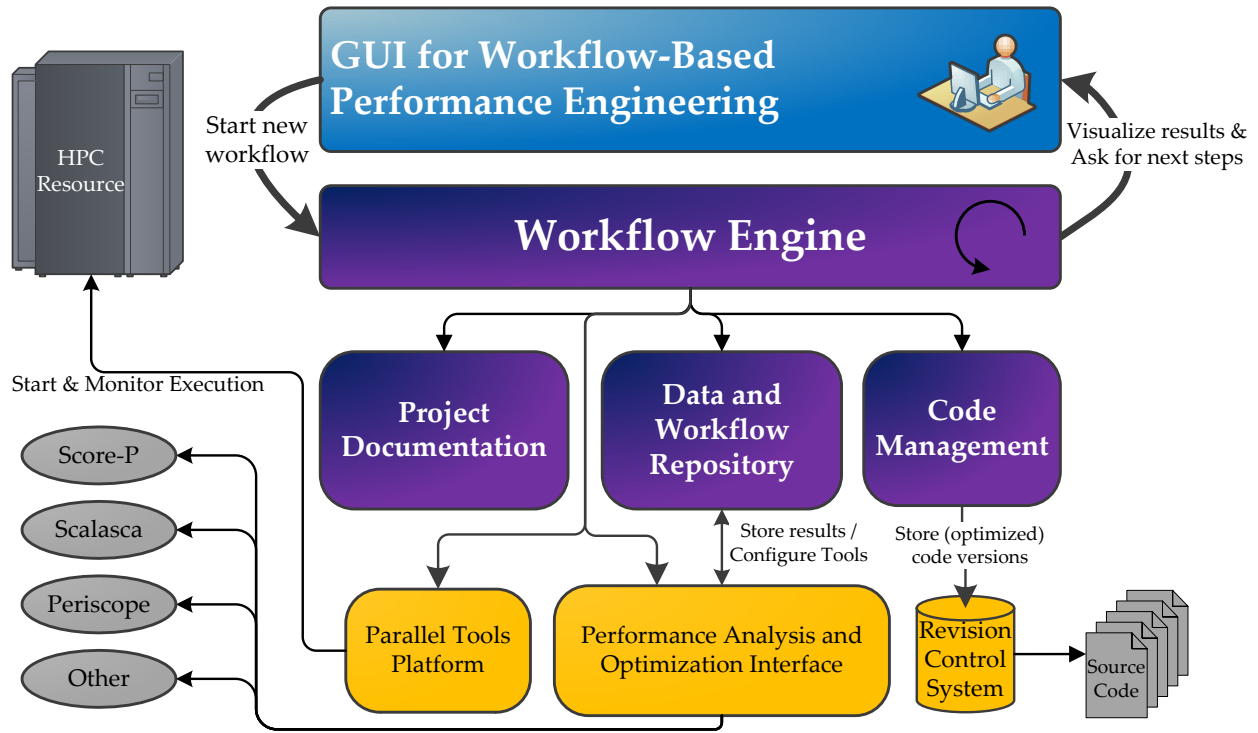 GUI for Workflow-Based
Performance Engineering
HPC
Resource
Start new
workflow
Visualize results &
Ask for next steps
Workflow Engine
Start & Monitor Execution
Project
Documentation
Data and
Workflow
Repository
Code
Management
Score-P
Scalasca
Periscope
Other
Store results /
Configure Tools
Store (optimized)
code versions
Parallel Tools
Platform
Performance Analysis and
Optimization Interface
Revision
Control
System
Source
Code